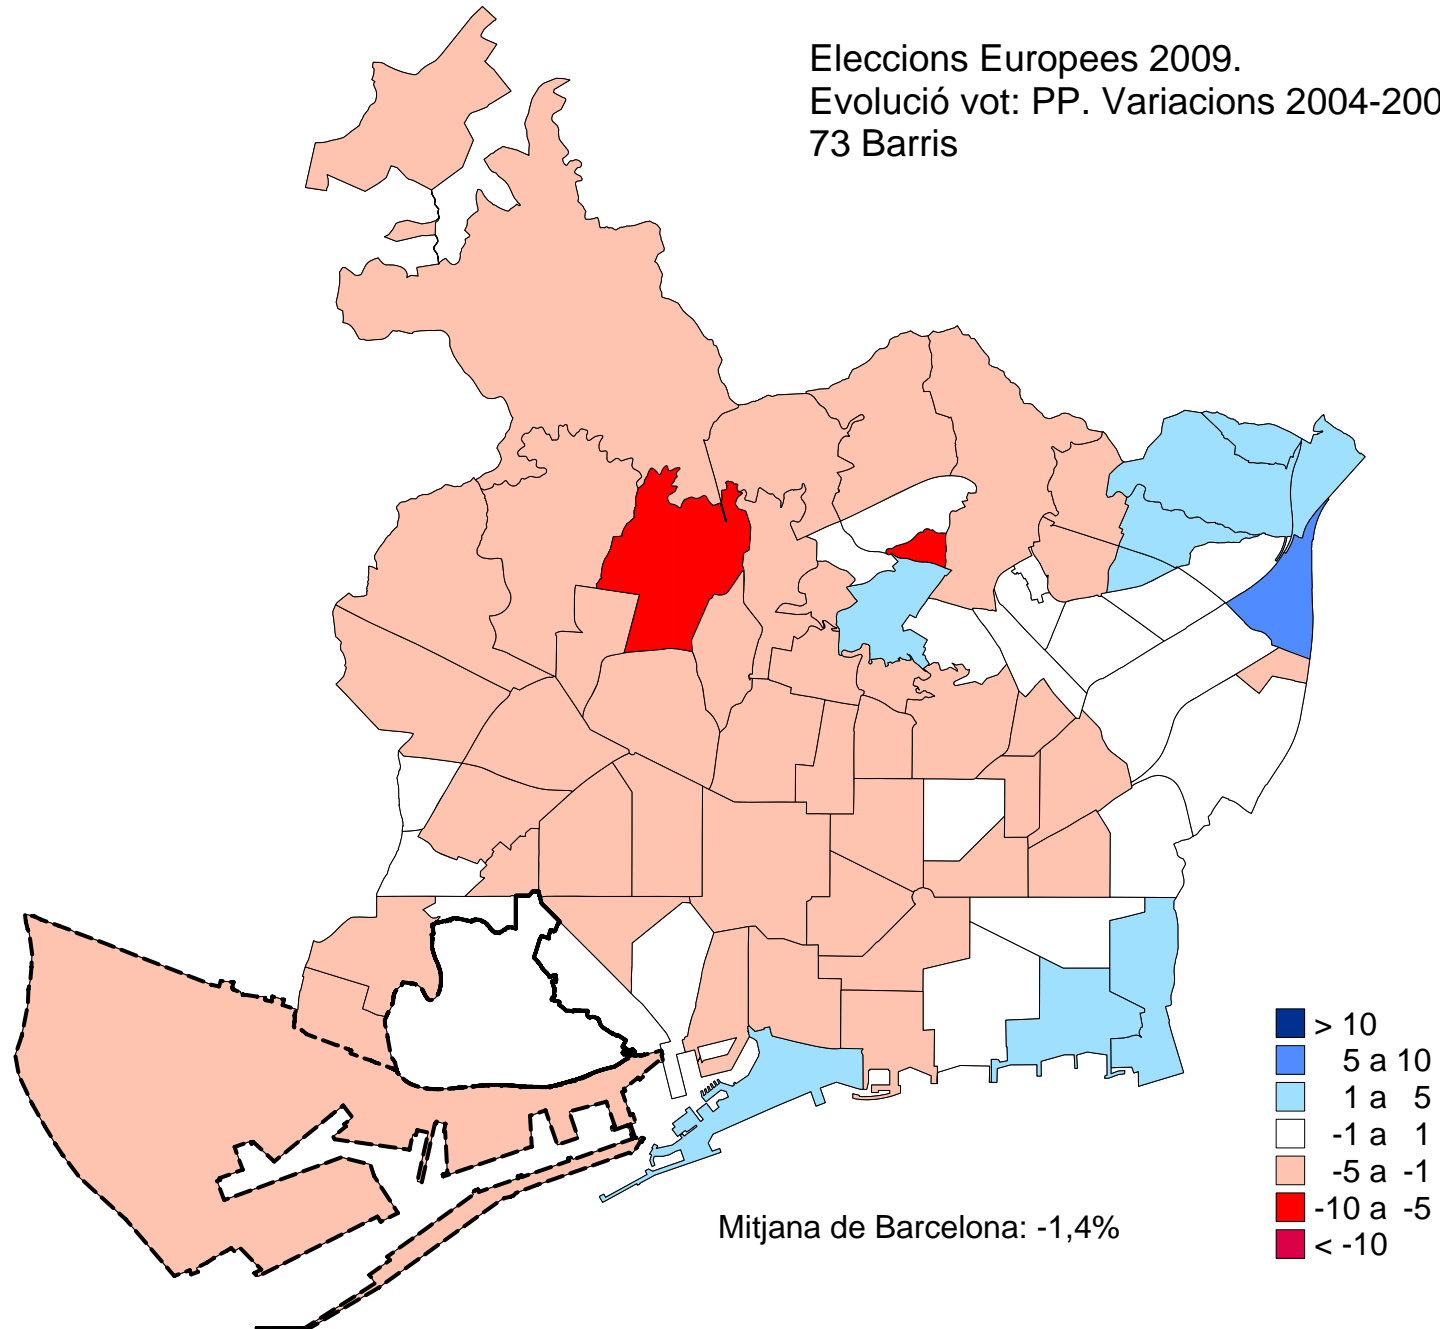 Eleccions Europees 2009.
Evolució vot: PP. Variacions 2004-200
73 Barris
> 10
5 a 10
1 a 5
-1 a 1
-5 a -1
-10 a -5
< -10
Mitjana de Barcelona: -1,4%